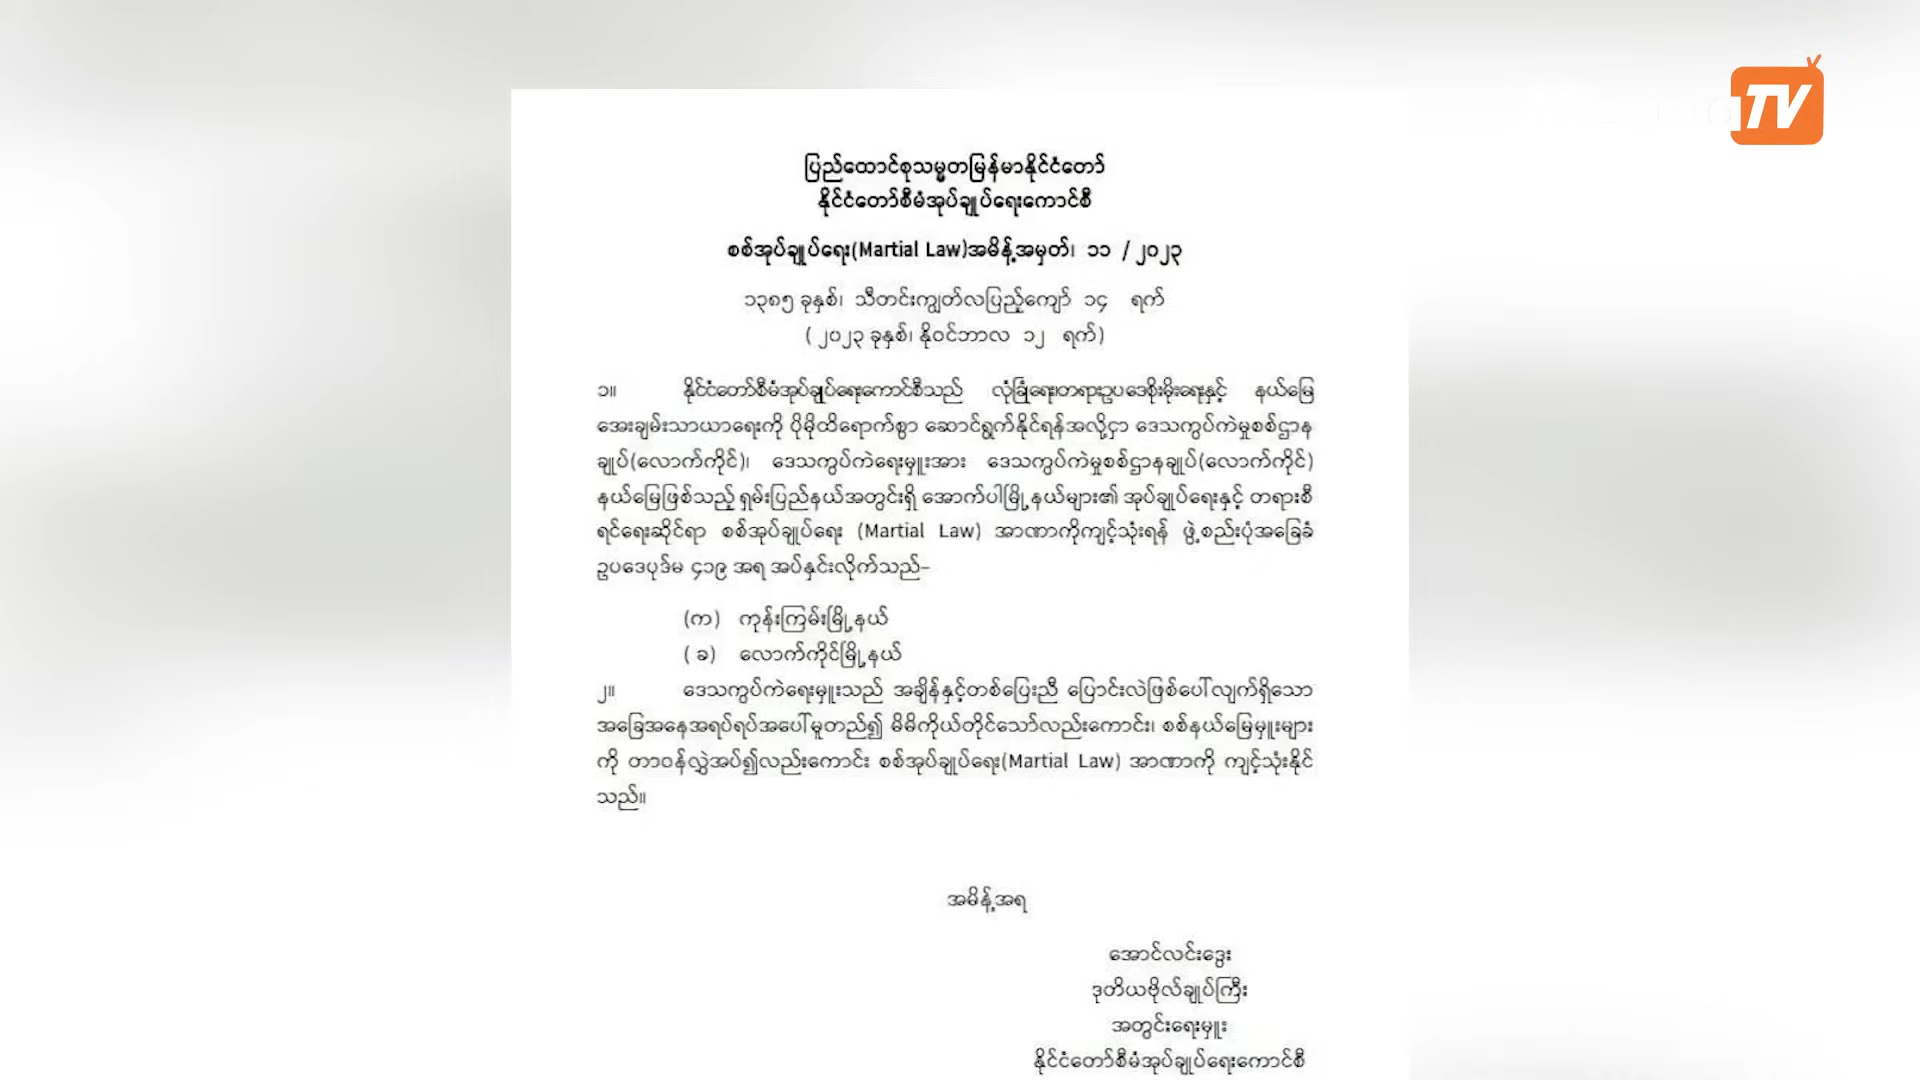 TV
ပြည်ထောင်စုသမ္မတမြန်မာနိုင်ငံတော်
နိုင်ငံတော်စီမံအုပ်ချုပ်ရေးကောင်စီ
စစ်အုပ်ချုပ်ရေး(Martial Law)အမိန့်အမှတ်၊ ၁၁ / ၂၀၂၃
၁၃၈၅ ခုနှစ်၊ သီတင်းကျွတ်လပြည့်ကျော် ၁၄ ရက်
( ၂၀၂၃ ခုနှစ်၊ နိုဝင်ဘာလ ၁၂ ရက်)
၁။ နိုင်ငံတော်စီမံအုပ်ချုပ်ရေးကောင်စီသည် လုံခြုံရေး၊တရားဥပဒေစိုးမိုးရေးနှင့် နယ်မြေ
အေးချမ်းသာယာရေးကို ပိုမိုထိရောက်စွာ ဆောင်ရွက်နိုင်ရန်အလို့ငှာ ဒေသကွပ်ကဲမှုစစ်ဌာန
ချုပ်(လောက်ကိုင်)၊ ဒေသကွပ်ကဲရေးမှူးအား ဒေသကွပ်ကဲမှုစစ်ဌာနချုပ်(လောက်ကိုင်)
နယ်မြေဖြစ်သည့် ရှမ်းပြည်နယ်အတွင်းရှိ အောက်ပါမြို့နယ်များ၏ အုပ်ချုပ်ရေးနှင့် တရားစီ
ရင်ရေးဆိုင်ရာ စစ်အုပ်ချုပ်ရေး (Martial Law) အာဏာကိုကျင့်သုံးရန် ဖွဲ့စည်းပုံအခြေခံ
ဥပဒေပုဒ်မ ၄၁၉ အရ အပ်နှင်းလိုက်သည်–
(က) ကုန်းကြမ်းမြို့နယ်
( ခ) လောက်ကိုင်မြို့နယ်
၂။ ဒေသကွပ်ကဲရေးမှူးသည် အချိန်နှင့်တစ်ပြေးညီ ပြောင်းလဲဖြစ်ပေါ်လျက်ရှိသော
အခြေအနေအရပ်ရပ်အပေါ်မူတည်၍ မိမိကိုယ်တိုင်သော်လည်းကောင်း၊ စစ်နယ်မြေမှူးများ
ကို တာဝန်လွှဲအပ်၍လည်းကောင်း စစ်အုပ်ချုပ်ရေး(Martial Law) အာဏာကို ကျင့်သုံးနိုင်
သည်။
အမိန့်အရ
အောင်လင်းဒွေး
ဒုတိယဗိုလ်ချုပ်ကြီး
အတွင်းရေးမှူး
နိုင်ငံတော်စီမံအုပ်ချုပ်ရေးကောင်စီ